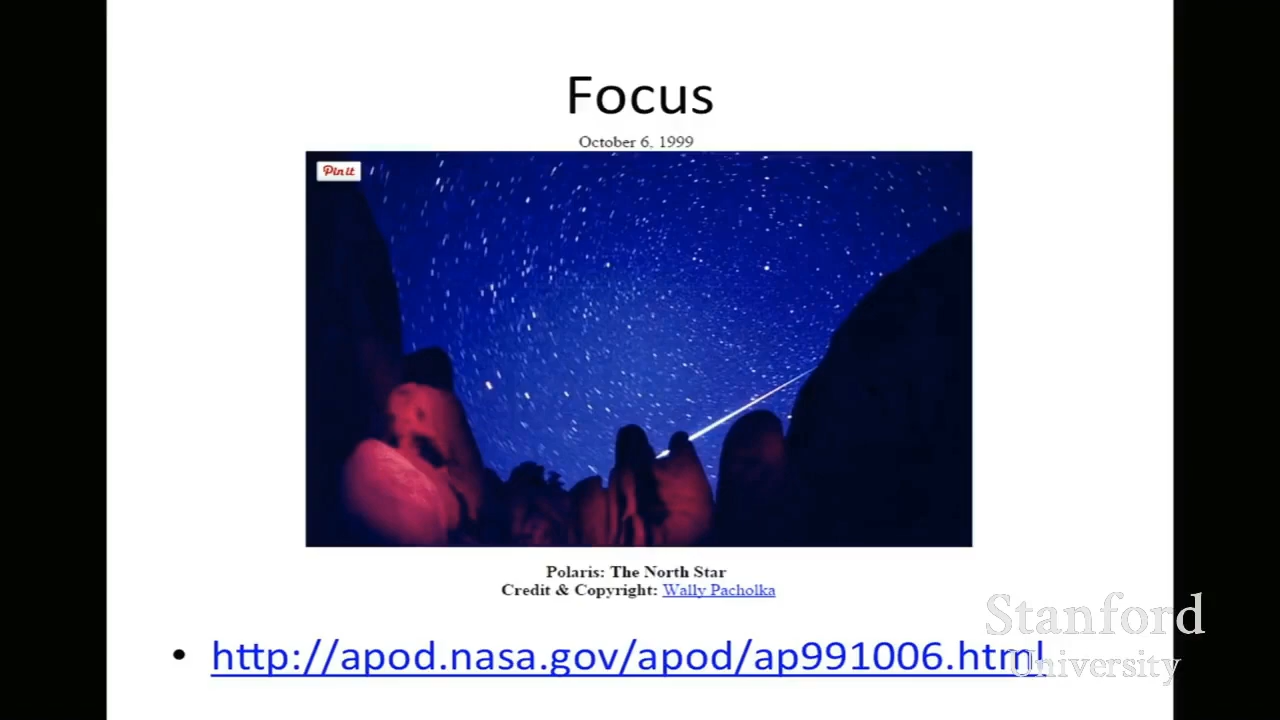 Focus
October 6, 1999
Pin it
Polaris: The North Star
Credit & Copyright: Wally Pacholka
• http://apod.nasa.gov/apod/ap991006.html
Stanford
University